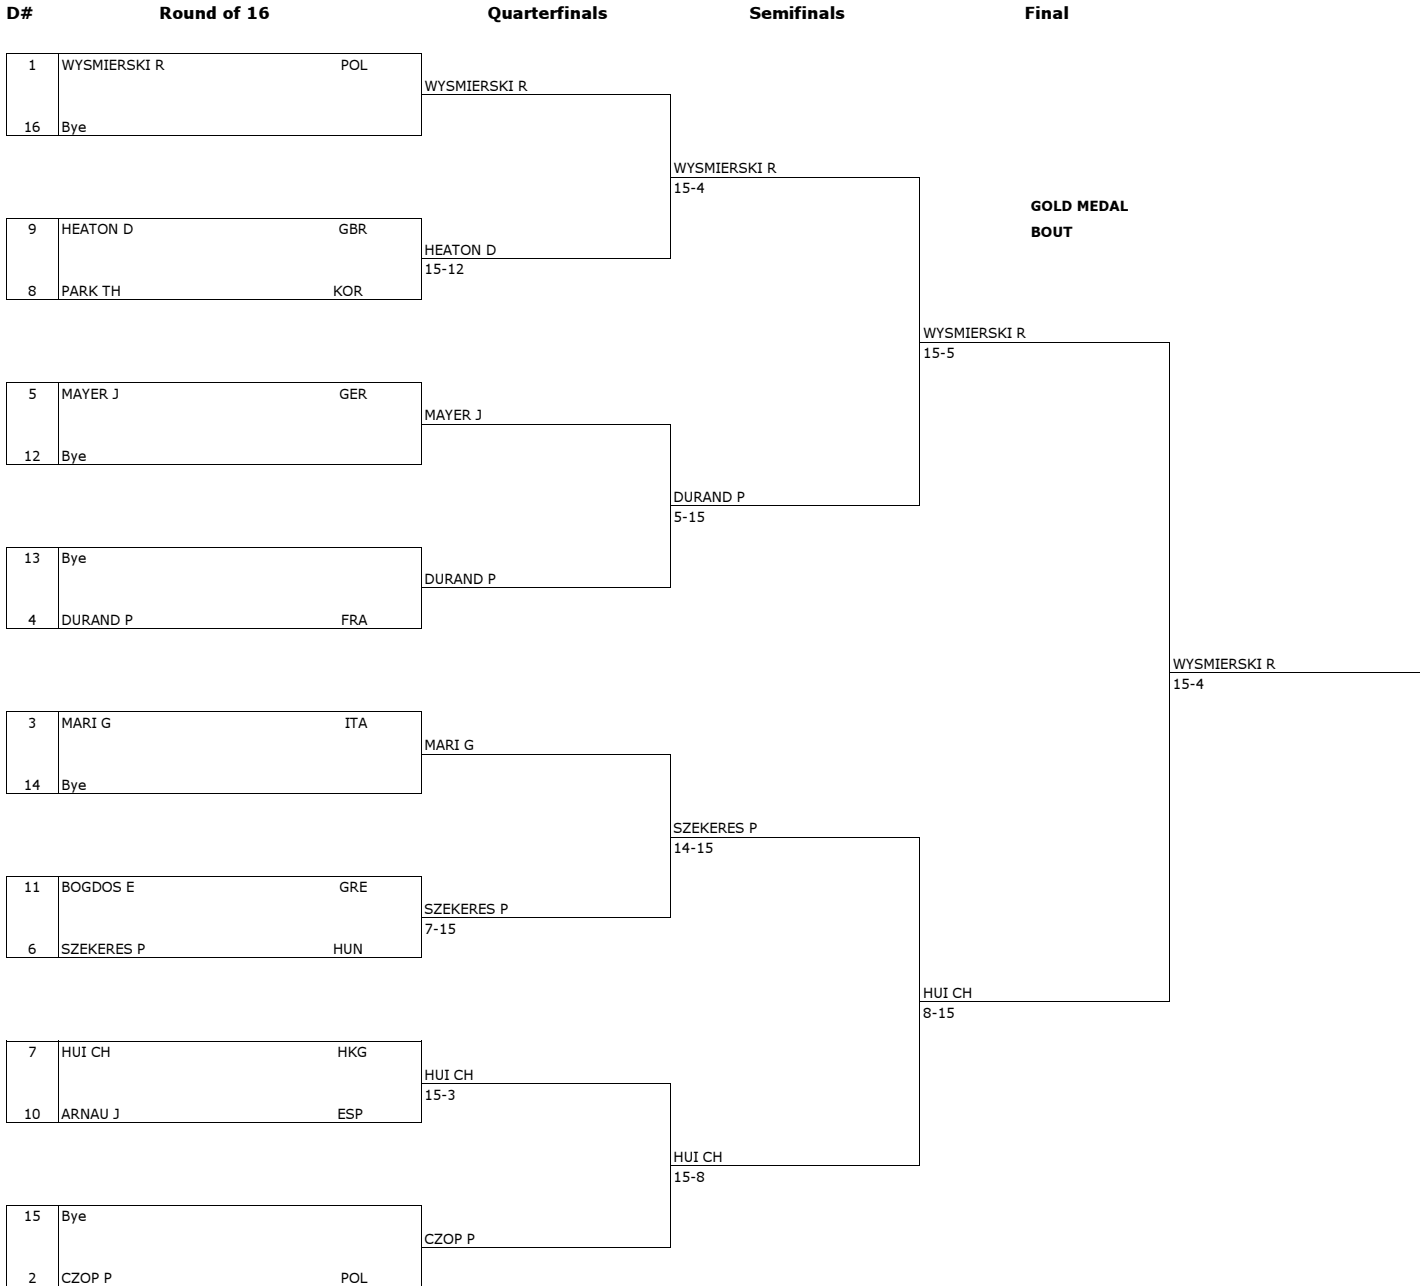 D# Round of 16 Quarterfinals Semifinals Final
1 WYSMIERSKI R POL
WYSMIERSKI R
16 Bye
WYSMIERSKI R
15-4
GOLD MEDAL
BOUT
9 HEATON D GBR
HEATON D
15-12
8 PARK TH KOR
WYSMIERSKI R
15-5
5 MAYER J GER
MAYER J
12 Bye
DURAND P
5-15
13 Bye
DURAND P
4 DURAND P FRA
WYSMIERSKI R
15-4
3 MARI G ITA
MARI G
14 Bye
SZEKERES P
14-15
11 BOGDOS E GRE
SZEKERES P
7-15
6 SZEKERES P HUN
HUI CH
8-15
7 HUI CH HKG
HUI CH
15-3
10 ARNAU J ESP
HUI CH
15-8
15 Bye
CZOP P
2 CZOP P POL